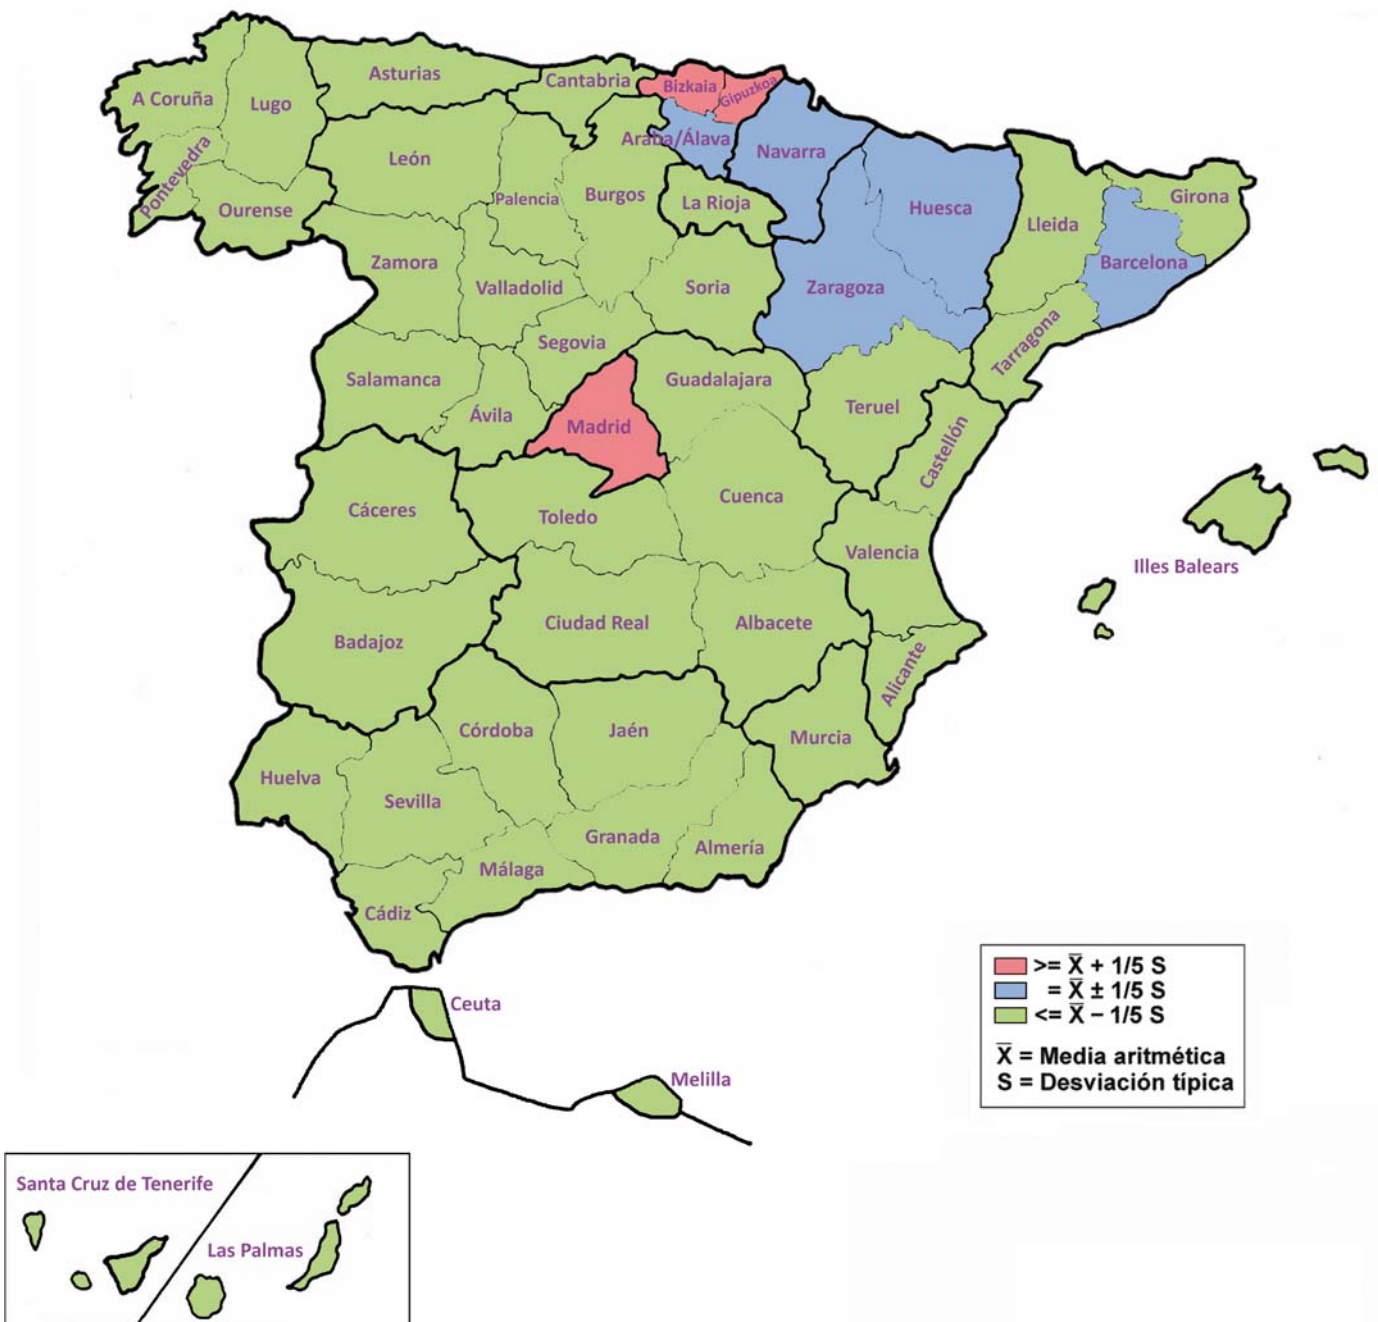 Asturias
Cantabria
Bizkaia
Gipuzkoa
A Coruña
Lugo
Araba/Álava
Navarra
León
Pontevedra
Palencia
Burgos
La Rioja
Huesca
Girona
Ourense
Lleida
Zamora
Barcelona
Valladolid
Soria
Zaragoza
Segovia
Tarragona
Salamanca
Guadalajara
Ávila
Madrid
Teruel
Castellón
Cáceres
Toledo
Cuenca
Valencia
Illes Balears
Badajoz
Ciudad Real
Albacete
Alicante
Córdoba
Jaén
Murcia
Huelva
Sevilla
Granada
Almería
Málaga
Cádiz
>= X̅ + 1/5 S
= X̅ ± 1/5 S
<= X̅ − 1/5 S
X̅ = Media aritmética
S = Desviación típica
Ceuta
Melilla
Santa Cruz de Tenerife
Las Palmas